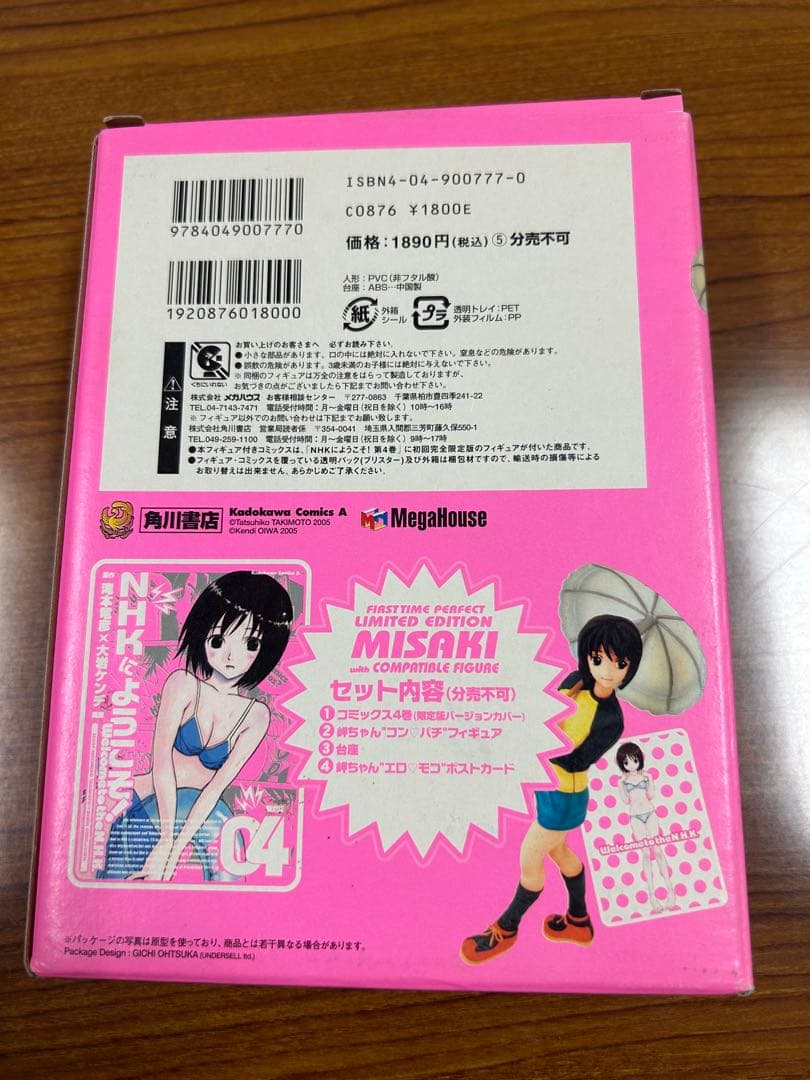 ISBN4-04-900777-0
C0876 ¥1800E
9784049007770
価格:1890円(税込)⑤分売不可
1920876018000
人形:PVC(非フタル酸)
台座:ABS…中国製
紙 外箱 シール
プラ 透明トレイ:PET 外装フィルム:PP
くちにいれない
注意
お買い上げのお客さまへ 必ずお読み下さい。
●小さな部品があります。口の中には絶対に入れないで下さい。窒息などの危険があります。
●誤飲の危険があります。3歳未満のお子様には絶対に与えないで下さい。
※同梱のフィギュアは万全の注意をはらって製造しておりますが、
お気づきの点がございましたら下記までお問い合わせ下さい。
株式会社 メガハウス お客様相談センター 〒277-0863 千葉県柏市豊四季241-22
TEL.04-7143-7471 電話受付時間:月〜金曜日(祝日を除く)10時〜16時
※フィギュア以外でのお問い合わせは下記までお願い致します。
株式会社角川書店 営業局読者係 〒354-0041 埼玉県入間郡三芳町藤久保550-1
TEL.049-259-1100 電話受付時間:月〜金曜日(祝日を除く)9時〜17時
●本フィギュア付きコミックスは、「NHKにようこそ!第4巻」に初回完全限定版のフィギュアが付いた商品です。
●フィギュア・コミックスを覆っている透明パック(ブリスター)及び外箱は梱包材ですので、輸送時の損傷等による
お取り替えは出来ません。あらかじめご了承ください。
角川書店
Kadokawa Comics A
©Tatsuhiko TAKIMOTO 2005
©Kendi OIWA 2005
MegaHouse
原作 滝本竜彦×大岩ケンヂ
NHKにようこそ!
Welcome to the N.H.K.
04
FIRST TIME PERFECT
LIMITED EDITION
MISAKI
with COMPATIBLE FIGURE
セット内容(分売不可)
①コミックス4巻(限定版バージョンカバー)
②岬ちゃん"コン♡パチ"フィギュア
③台座
④岬ちゃん"エロ♡モコ"ポストカード
Welcome to the N.H.K.
※パッケージの写真は原型を使っており、商品とは若干異なる場合があります。
Package Design : GICHI OHTSUKA (UNDERSELL ltd.)